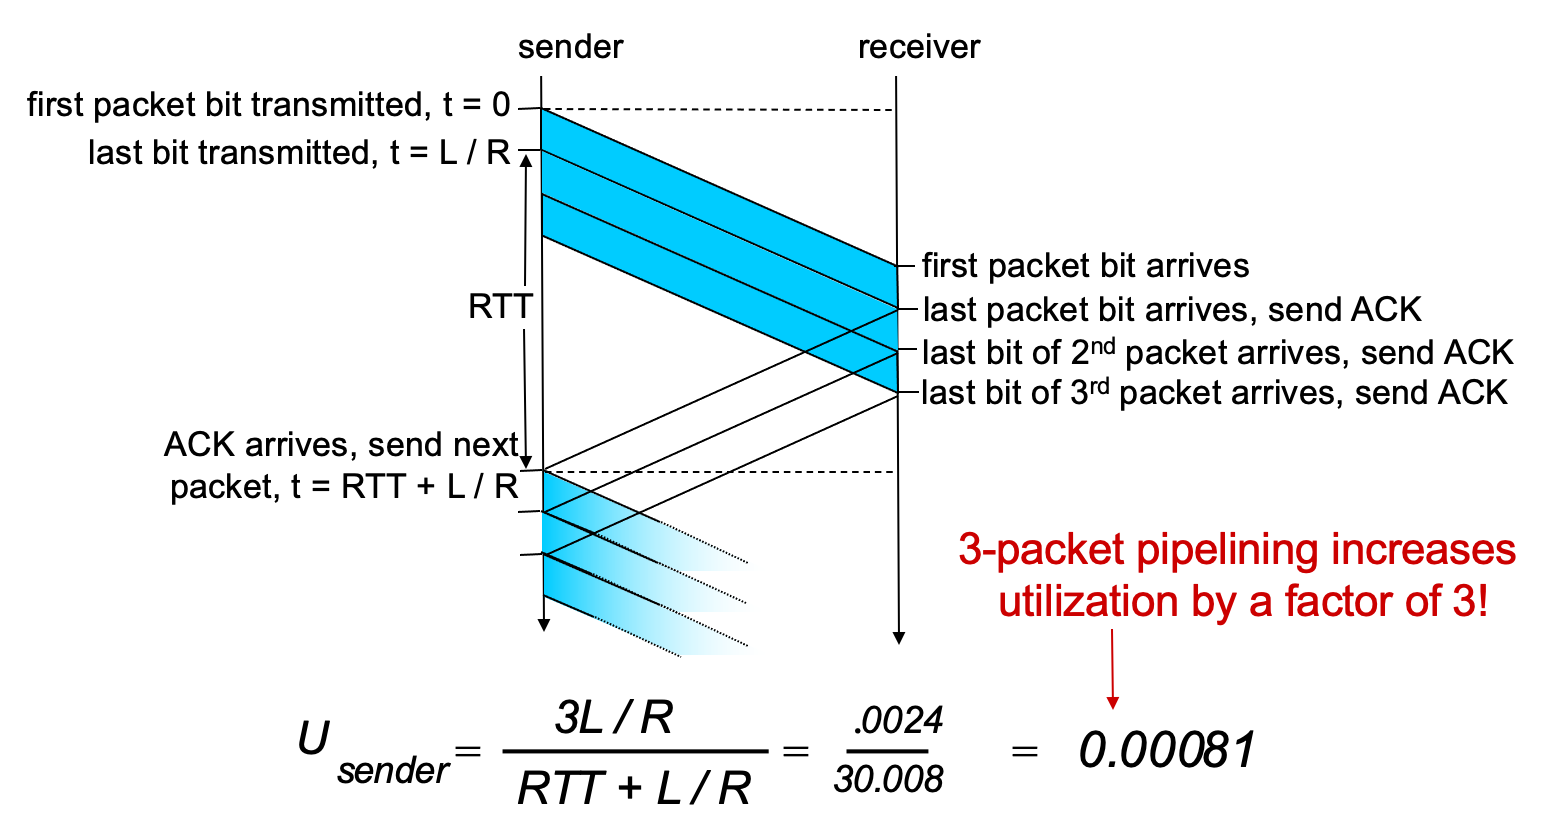 sender
receiver
first packet bit transmitted, t = 0
last bit transmitted, t = L / R
first packet bit arrives
RTT
last packet bit arrives, send ACK
last bit of 2nd packet arrives, send ACK
last bit of 3rd packet arrives, send ACK
ACK arrives, send next
packet, t = RTT + L / R
3-packet pipelining increases
utilization by a factor of 3!
U sender = 3L / R / RTT + L / R = .0024 / 30.008 = 0.00081